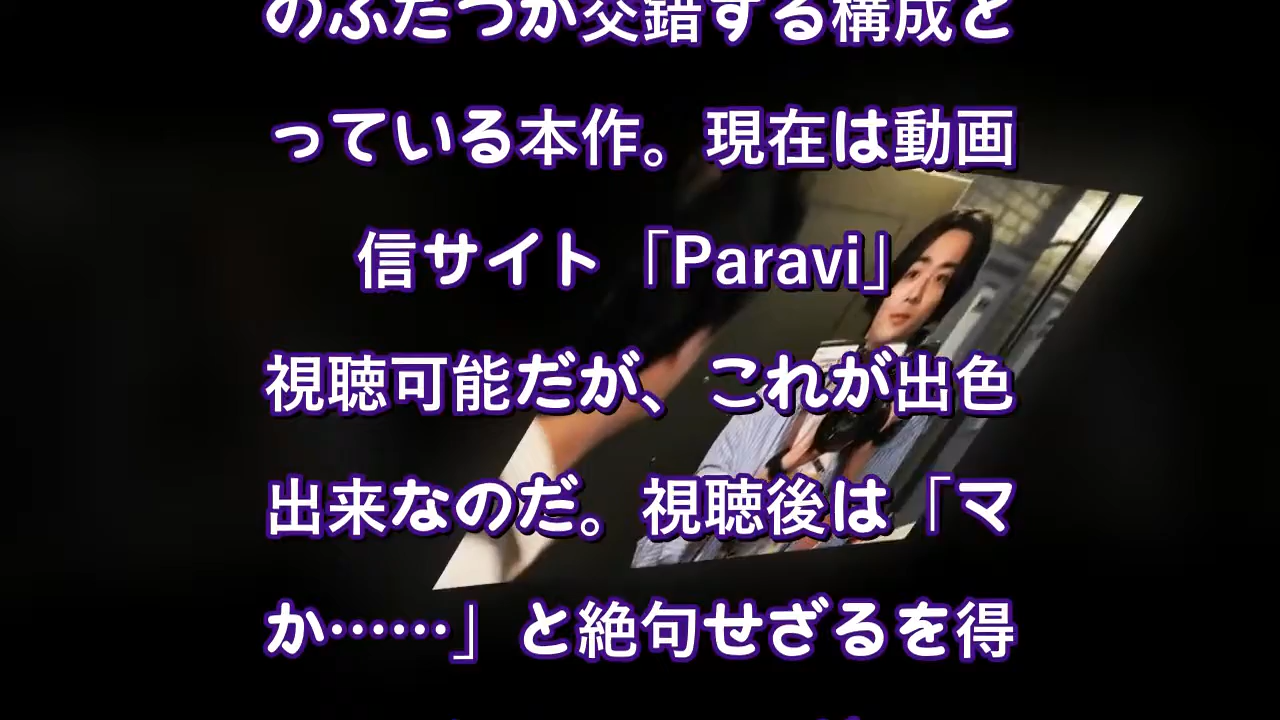 のふたつが交錯する構成と
っている本作。現在は動画
信サイト「Paravi」
視聴可能だが、これが出色
出来なのだ。視聴後は「マ
か……」と絶句せざるを得